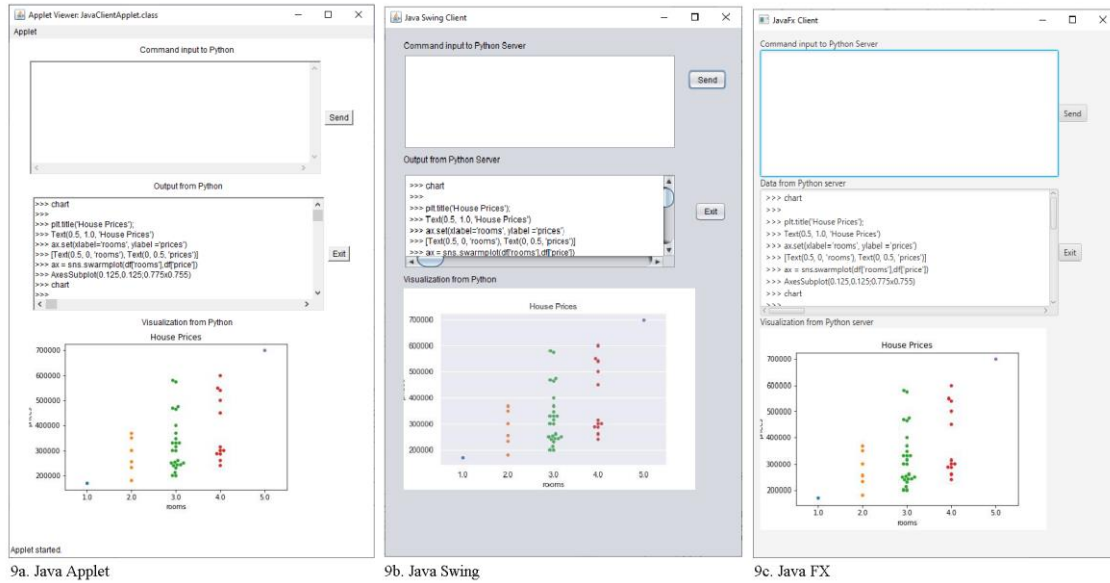 Applet Viewer: JavaClientApplet.class
Applet
Command input to Python
Send
Output from Python
>>> chart
>>>
>>> plt.title('House Prices');
>>> Text(0.5, 1.0, 'House Prices')
>>> ax.set(xlabel='rooms', ylabel ='prices')
>>> [Text(0.5, 0, 'rooms'), Text(0, 0.5, 'prices')]
>>> ax = sns.swarmplot(df['rooms'],df['price'])
>>> AxesSubplot(0.125,0.125;0.775x0.755)
>>> chart
>>>
Exit
Visualization from Python
House Prices
700000
600000
500000
400000
300000
200000
1.0 2.0 3.0 4.0 5.0
rooms
Applet started.
9a. Java Applet
Java Swing Client
Command input to Python Server
Send
Output from Python Server
>>> chart
>>>
>>> plt.title('House Prices');
>>> Text(0.5, 1.0, 'House Prices')
>>> ax.set(xlabel='rooms', ylabel ='prices')
>>> [Text(0.5, 0, 'rooms'), Text(0, 0.5, 'prices')]
>>> ax = sns.swarmplot(df['rooms'],df['price'])
Exit
Visualization from Python
House Prices
700000
600000
500000
400000
300000
200000
1.0 2.0 3.0 4.0 5.0
rooms
9b. Java Swing
JavaFx Client
Command input to Python Server
Send
Data from Python server
>>> chart
>>>
>>> plt.title('House Prices');
>>> Text(0.5, 1.0, 'House Prices')
>>> ax.set(xlabel='rooms', ylabel ='prices')
>>> [Text(0.5, 0, 'rooms'), Text(0, 0.5, 'prices')]
>>> ax = sns.swarmplot(df['rooms'],df['price'])
>>> AxesSubplot(0.125,0.125;0.775x0.755)
>>> chart
>>>
Exit
Visualization from Python server
House Prices
700000
600000
500000
400000
300000
200000
1.0 2.0 3.0 4.0 5.0
rooms
9c. Java FX